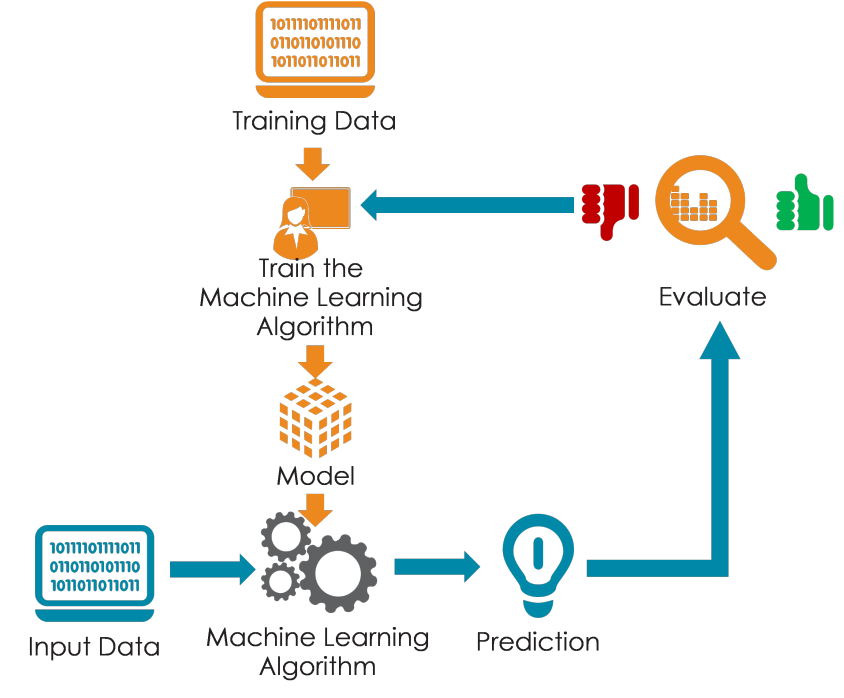 1011110111011
0110110101110
1011011011011
Training Data
Train the
Machine Learning
Algorithm
Evaluate
Model
1011110111011
0110110101110
1011011011011
Input Data
Machine Learning
Algorithm
Prediction